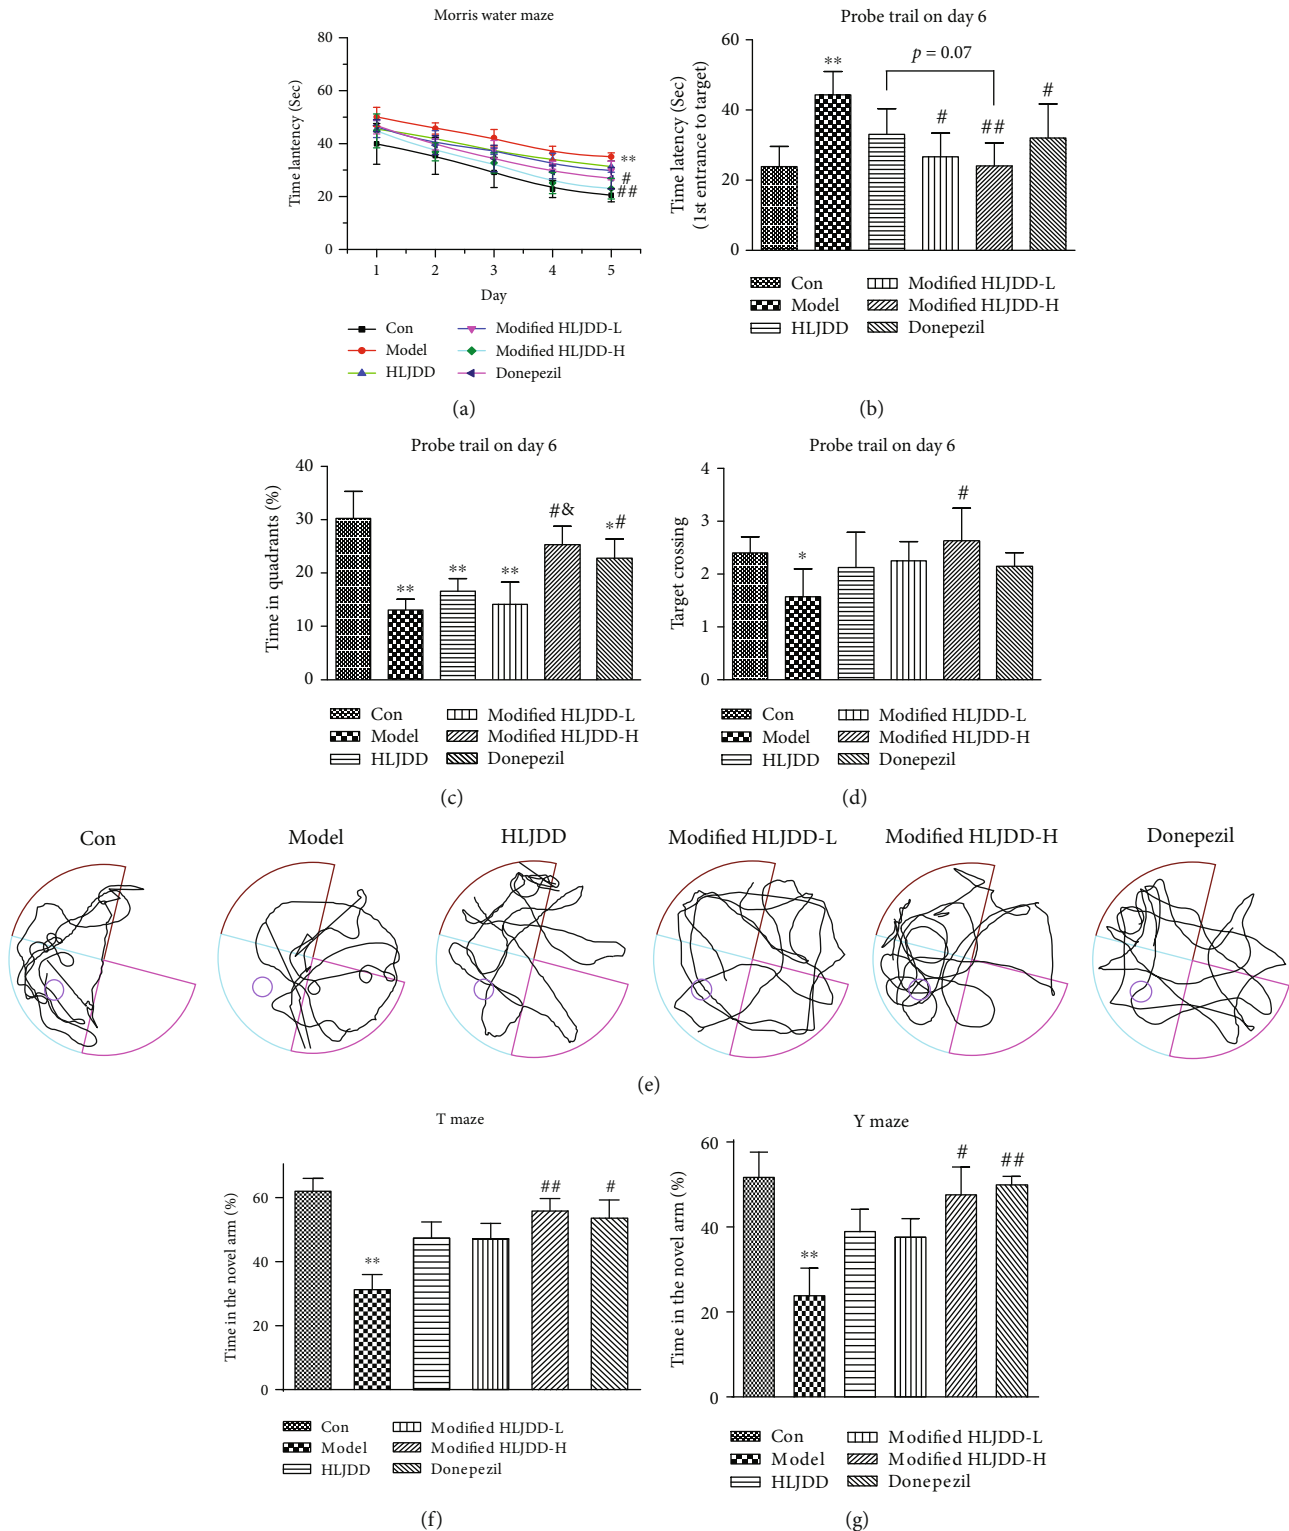 Morris water maze
Time lantency (Sec)
80
60
40
20
0
**
#
##
1 2 3 4 5
Day
Con
Model
HLJDD
Modified HLJDD-L
Modified HLJDD-H
Donepezil
(a)
Probe trail on day 6
Time latency (Sec)
(1st entrance to target)
60
40
20
0
**
p = 0.07
#
##
#
Con
Model
HLJDD
Modified HLJDD-L
Modified HLJDD-H
Donepezil
(b)
Probe trail on day 6
Time in quadrants (%)
40
30
20
10
0
**
**
**
#&
*#
Con
Model
HLJDD
Modified HLJDD-L
Modified HLJDD-H
Donepezil
(c)
Probe trail on day 6
Target crossing
4
3
2
1
0
*
#
Con
Model
HLJDD
Modified HLJDD-L
Modified HLJDD-H
Donepezil
(d)
Con
Model
HLJDD
Modified HLJDD-L
Modified HLJDD-H
Donepezil
(e)
T maze
Time in the novel arm (%)
60
40
20
0
**
##
#
Con
Model
HLJDD
Modified HLJDD-L
Modified HLJDD-H
Donepezil
(f)
Y maze
Time in the novel arm (%)
60
40
20
0
**
#
##
Con
Model
HLJDD
Modified HLJDD-L
Modified HLJDD-H
Donepezil
(g)